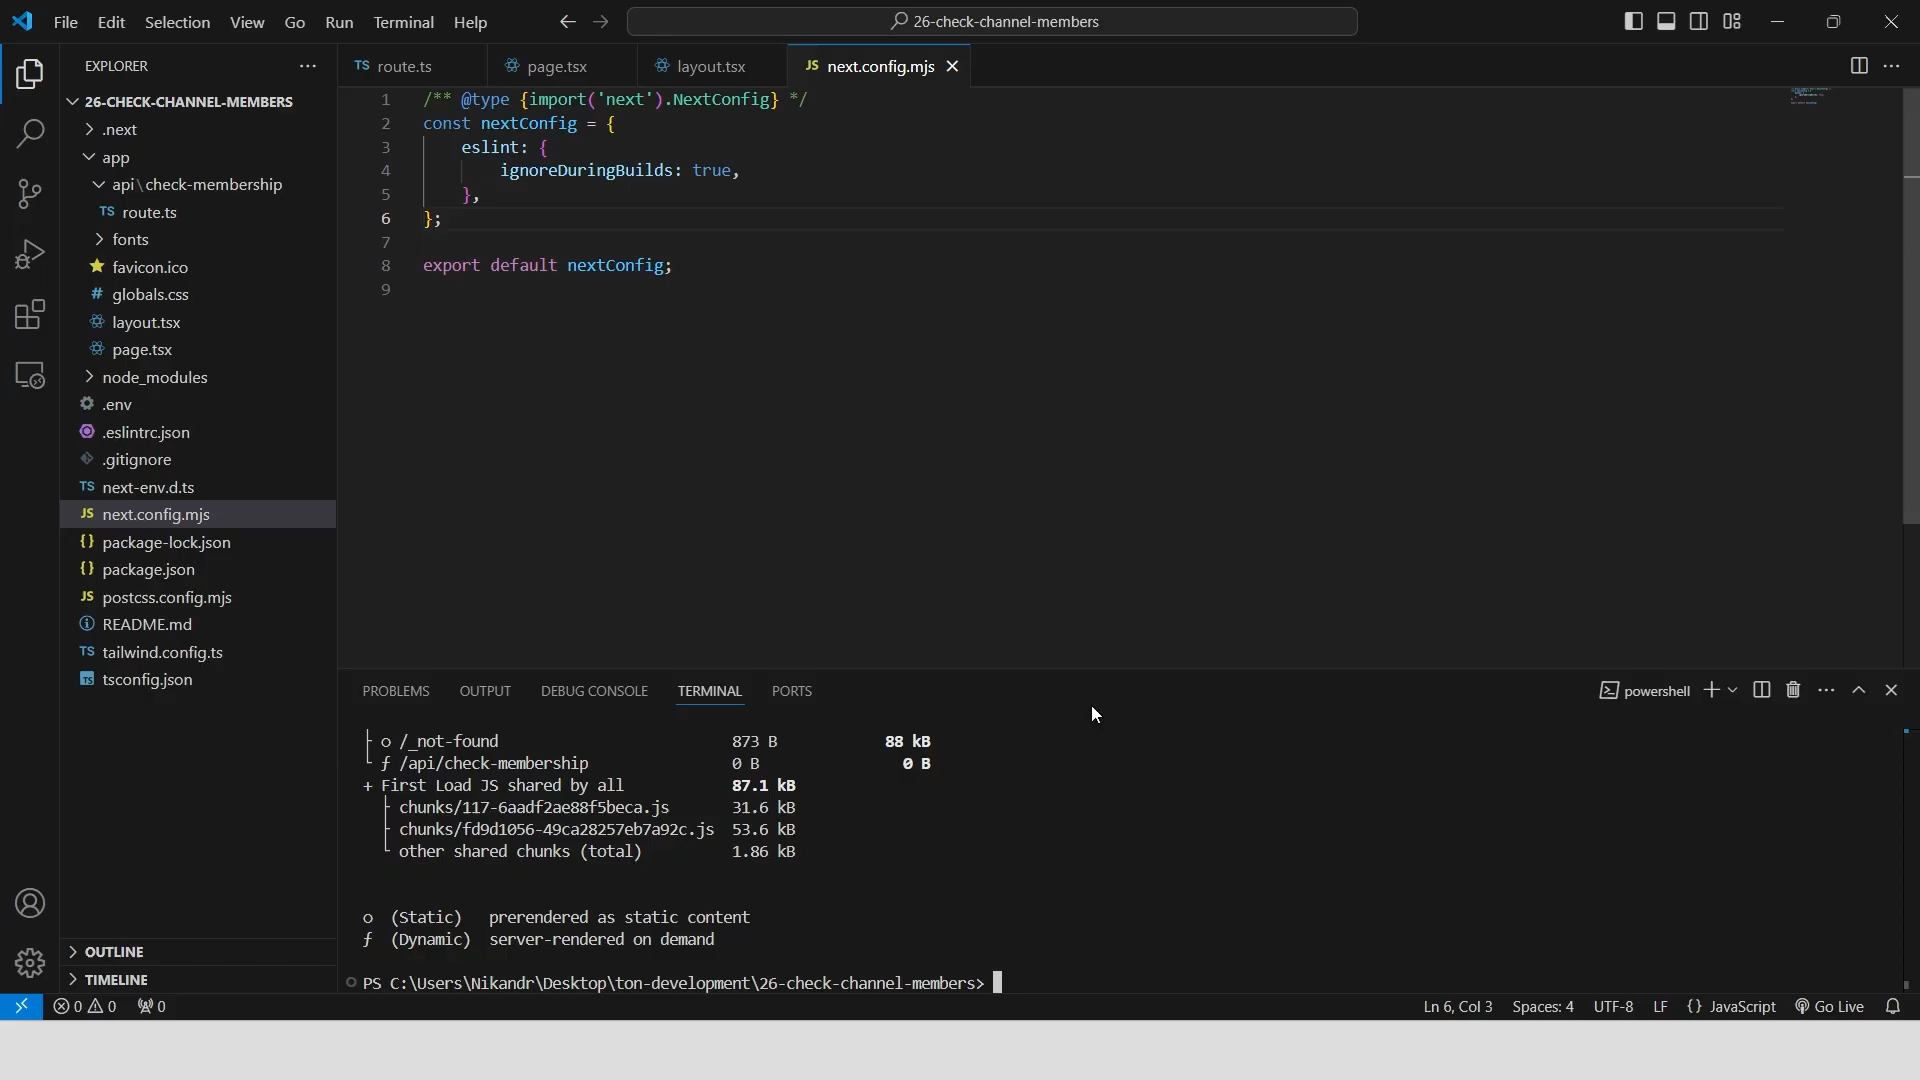 File Edit Selection View Go Run Terminal Help
26-check-channel-members
EXPLORER
26-CHECK-CHANNEL-MEMBERS
.next
app
api\check-membership
TS route.ts
fonts
favicon.ico
# globals.css
layout.tsx
page.tsx
node_modules
.env
.eslintrc.json
.gitignore
TS next-env.d.ts
JS next.config.mjs
{} package-lock.json
{} package.json
JS postcss.config.mjs
README.md
TS tailwind.config.ts
TS tsconfig.json
OUTLINE
TIMELINE
TS route.ts page.tsx layout.tsx JS next.config.mjs
1 /** @type {import('next').NextConfig} */
2 const nextConfig = {
3 eslint: {
4 ignoreDuringBuilds: true,
5 },
6 };
7
8 export default nextConfig;
9
PROBLEMS OUTPUT DEBUG CONSOLE TERMINAL PORTS
powershell
├ ○ /_not-found 873 B 88 kB
└ ƒ /api/check-membership 0 B 0 B
+ First Load JS shared by all 87.1 kB
├ chunks/117-6aadf2ae88f5beca.js 31.6 kB
├ chunks/fd9d1056-49ca28257eb7a92c.js 53.6 kB
└ other shared chunks (total) 1.86 kB
○ (Static) prerendered as static content
ƒ (Dynamic) server-rendered on demand
PS C:\Users\Nikandr\Desktop\ton-development\26-check-channel-members>
0 0 0 Ln 6, Col 3 Spaces: 4 UTF-8 LF {} JavaScript Go Live